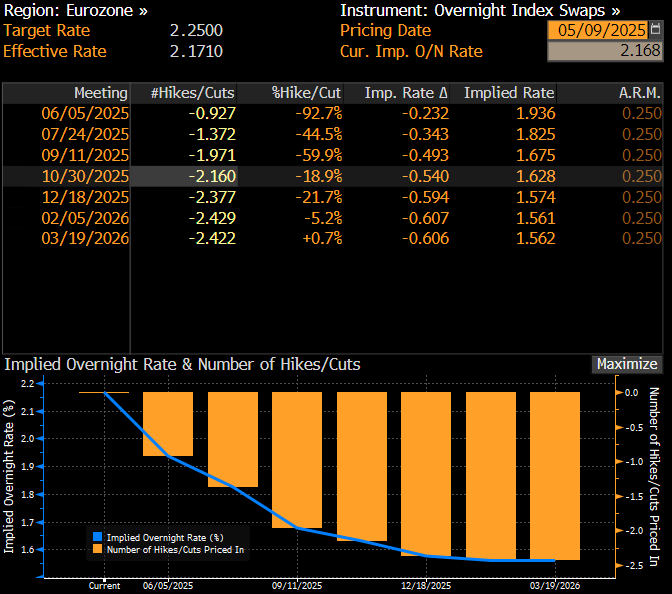 Region: Eurozone » Instrument: Overnight Index Swaps »
Target Rate 2.2500 Pricing Date 05/09/2025
Effective Rate 2.1710 Cur. Imp. O/N Rate 2.168
Meeting #Hikes/Cuts %Hike/Cut Imp. Rate Δ Implied Rate A.R.M.
06/05/2025 -0.927 -92.7% -0.232 1.936 0.250
07/24/2025 -1.372 -44.5% -0.343 1.825 0.250
09/11/2025 -1.971 -59.9% -0.493 1.675 0.250
10/30/2025 -2.160 -18.9% -0.540 1.628 0.250
12/18/2025 -2.377 -21.7% -0.594 1.574 0.250
02/05/2026 -2.429 -5.2% -0.607 1.561 0.250
03/19/2026 -2.422 +0.7% -0.606 1.562 0.250
Implied Overnight Rate & Number of Hikes/Cuts Maximize
Implied Overnight Rate (%)
2.2
2.1
2.0
1.9
1.8
1.7
1.6
0.0
-0.5
-1.0
-1.5
-2.0
-2.5
Number of Hikes/Cuts Priced In
Implied Overnight Rate (%)
Number of Hikes/Cuts Priced In
Current 06/05/2025 09/11/2025 12/18/2025 03/19/2026